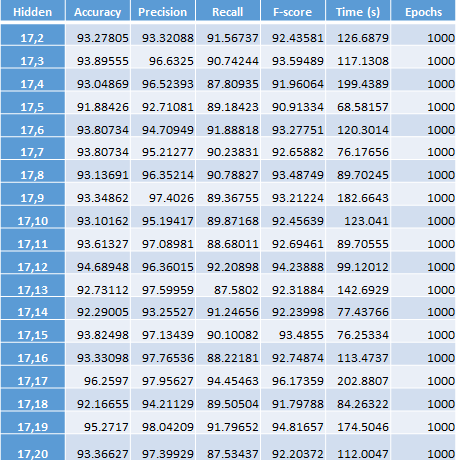 Hidden Accuracy Precision Recall F-score Time (s) Epochs
17,2 93.27805 93.32088 91.56737 92.43581 126.6879 1000
17,3 93.89555 96.6325 90.74244 93.59489 117.1308 1000
17,4 93.04869 96.52393 87.80935 91.96064 199.4389 1000
17,5 91.88426 92.71081 89.18423 90.91334 68.58157 1000
17,6 93.80734 94.70949 91.88818 93.27751 120.3014 1000
17,7 93.80734 95.21277 90.23831 92.65882 76.17656 1000
17,8 93.13691 96.35214 90.78827 93.48749 89.70245 1000
17,9 93.34862 97.4026 89.36755 93.21224 182.6643 1000
17,10 93.10162 95.19417 89.87168 92.45639 123.041 1000
17,11 93.61327 97.08981 88.68011 92.69461 89.70555 1000
17,12 94.68948 96.36015 92.20898 94.23888 99.12012 1000
17,13 92.73112 97.59959 87.5802 92.31884 142.6929 1000
17,14 92.29005 93.25527 91.24656 92.23998 77.43766 1000
17,15 93.82498 97.13439 90.10082 93.4855 76.25334 1000
17,16 93.33098 97.76536 88.22181 92.74874 113.4737 1000
17,17 96.2597 97.95627 94.45463 96.17359 202.8807 1000
17,18 92.16655 94.21129 89.50504 91.79788 84.26322 1000
17,19 95.2717 98.04209 91.79652 94.81657 174.5046 1000
17,20 93.36627 97.39929 87.53437 92.20372 112.0047 1000